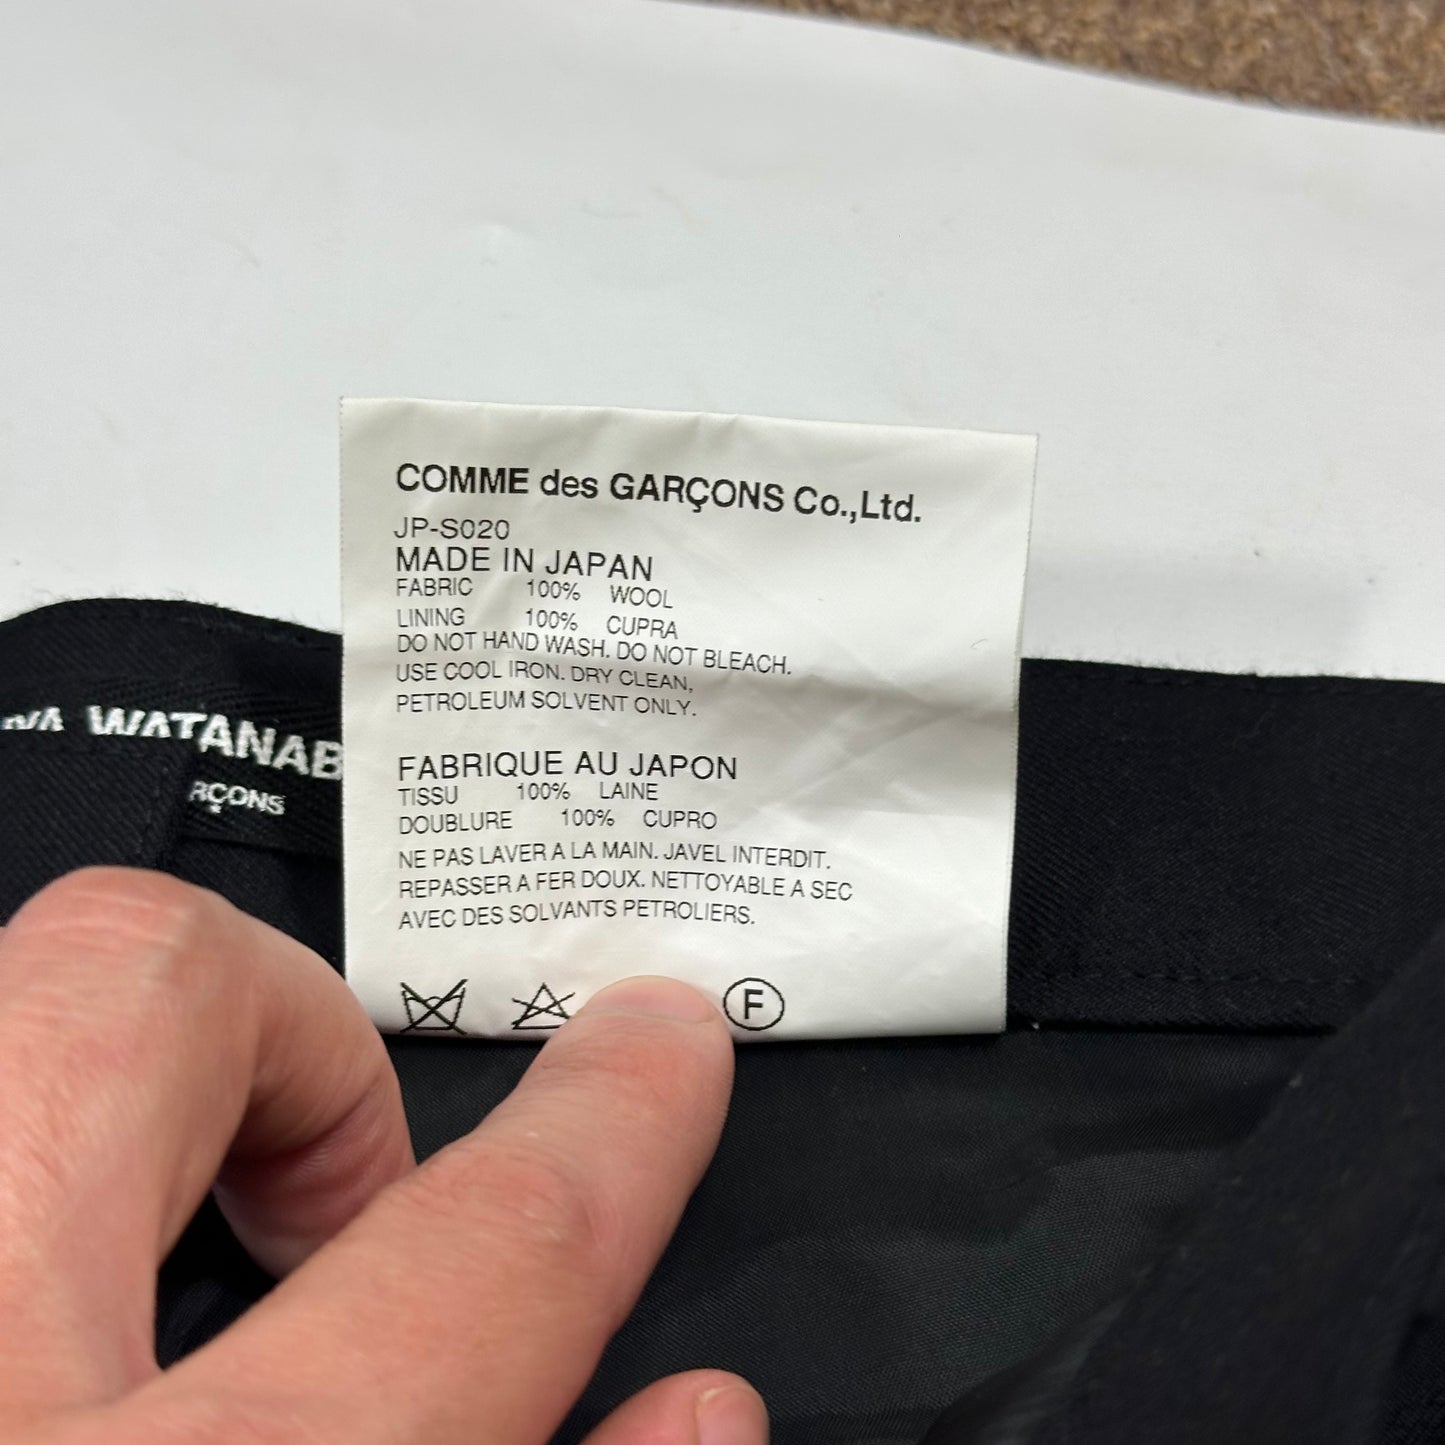 COMME des GARÇONS Co.,Ltd.
JP-S020
MADE IN JAPAN
FABRIC 100% WOOL
LINING 100% CUPRA
DO NOT HAND WASH. DO NOT BLEACH.
USE COOL IRON. DRY CLEAN,
PETROLEUM SOLVENT ONLY.
FABRIQUE AU JAPON
TISSU 100% LAINE
DOUBLURE 100% CUPRO
NE PAS LAVER A LA MAIN. JAVEL INTERDIT.
REPASSER A FER DOUX. NETTOYABLE A SEC
AVEC DES SOLVANTS PETROLIERS.
F
YA WATANAB
RÇONS